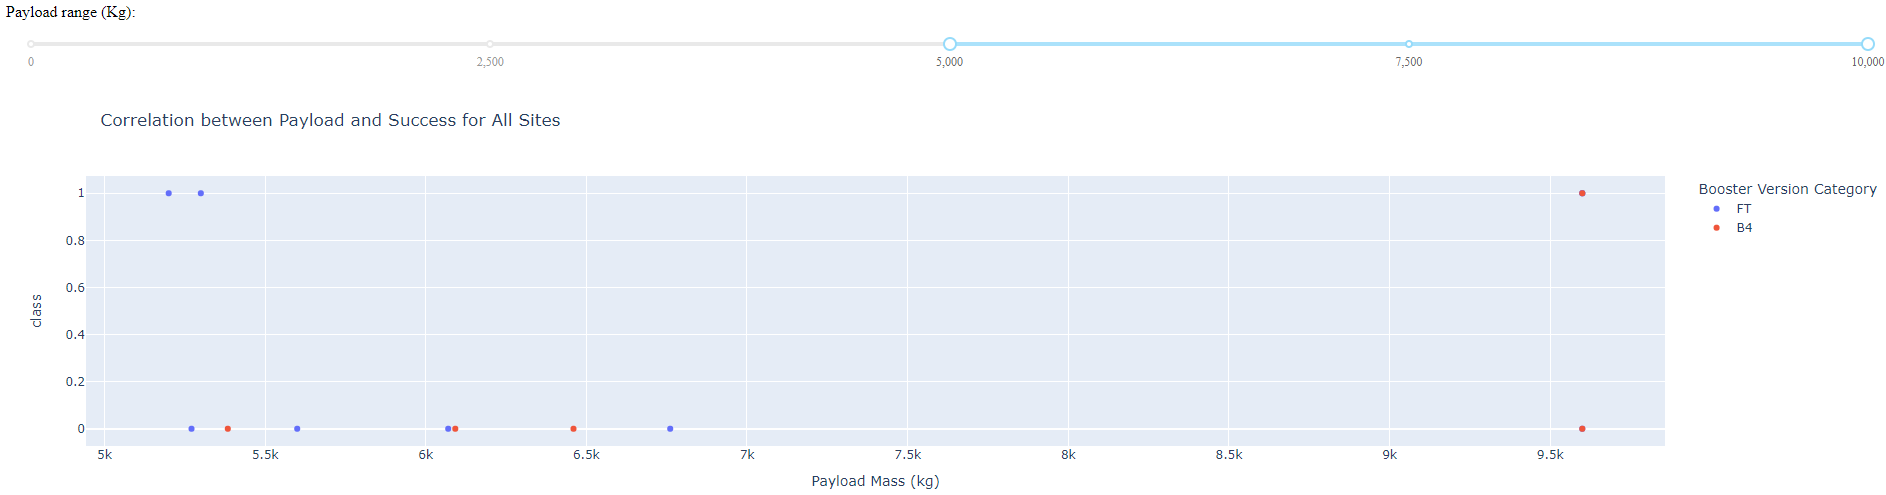 Payload range (Kg):
0 2,500 5,000 7,500 10,000
Correlation between Payload and Success for All Sites
Booster Version Category
FT
B4
1
0.8
0.6
0.4
0.2
0
class
5k 5.5k 6k 6.5k 7k 7.5k 8k 8.5k 9k 9.5k
Payload Mass (kg)